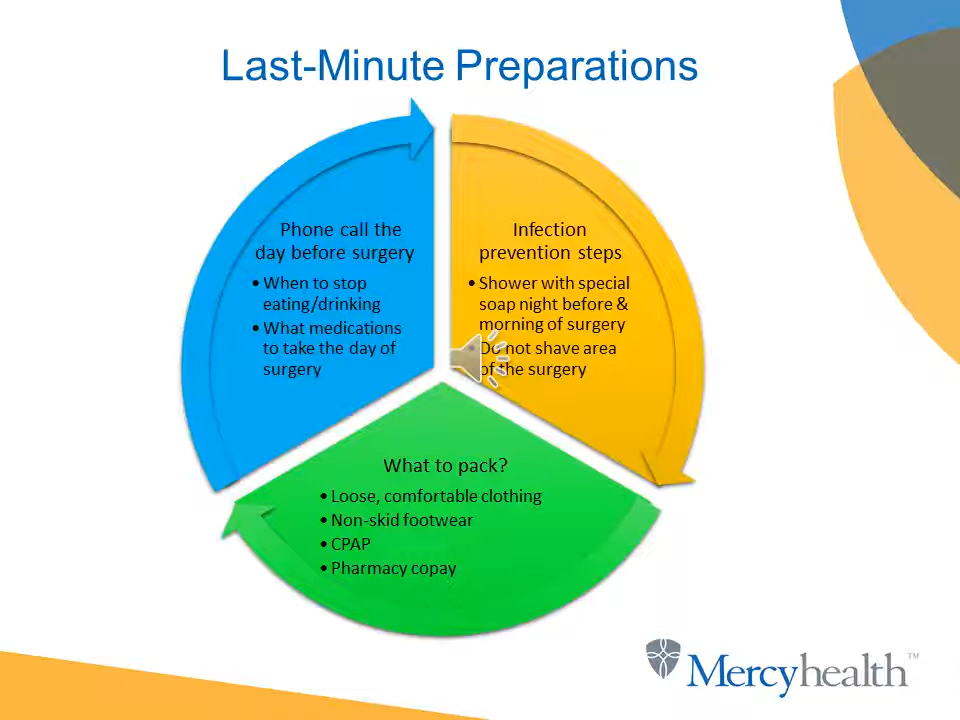 Last-Minute Preparations
Phone call the
day before surgery
• When to stop
eating/drinking
• What medications
to take the day of
surgery
Infection
prevention steps
• Shower with special
soap night before &
morning of surgery
• Do not shave area
of the surgery
What to pack?
• Loose, comfortable clothing
• Non-skid footwear
• CPAP
• Pharmacy copay
Mercyhealth™